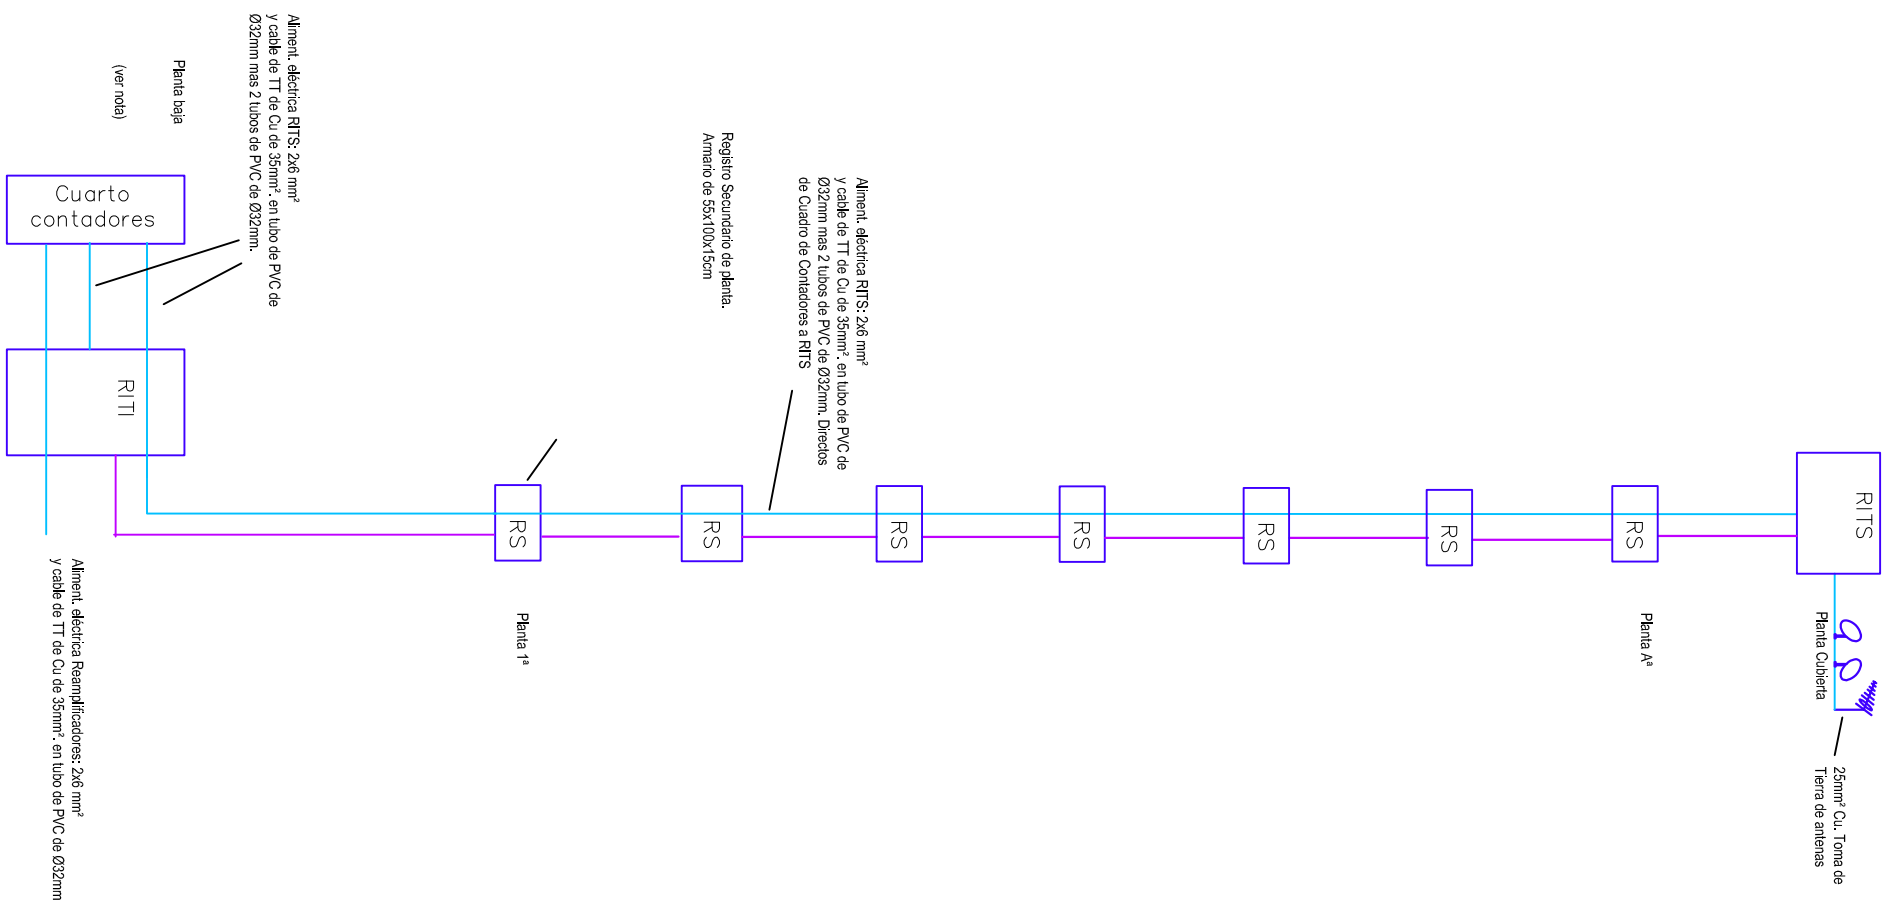 Aliment. eléctrica RITS: 2x6 mm²
y cable de TT de Cu de 35mm². en tubo de PVC de
Ø32mm mas 2 tubos de PVC de Ø32mm.
Planta baja
(ver nota)
Cuarto
contadores
RITI
Aliment. eléctrica Reamplificadores: 2x6 mm²
y cable de TT de Cu de 35mm². en tubo de PVC de Ø32mm
Registro Secundario de planta.
Armario de 55x100x15cm
Aliment. eléctrica RITS: 2x6 mm²
y cable de TT de Cu de 35mm². en tubo de PVC de
Ø32mm mas 2 tubos de PVC de Ø32mm. Directos
de Cuadro de Contadores a RITS
RS
RS
RS
RS
RS
RS
RS
Planta 1ª
Planta Aª
RITS
Planta Cubierta
25mm² Cu. Toma de
Tierra de antenas